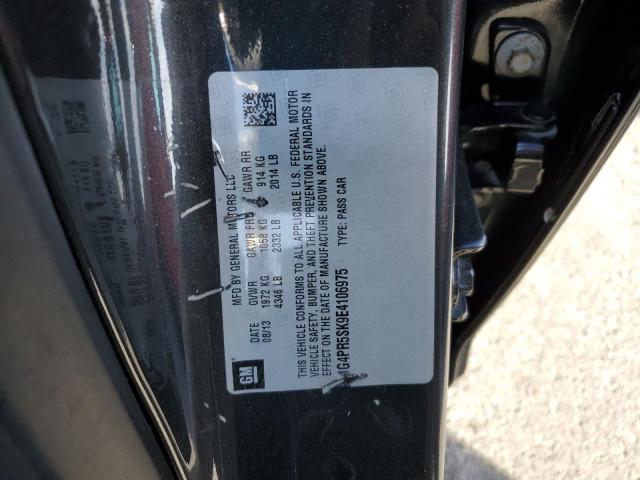 GM
MFD BY GENERAL MOTORS LLC
DATE GVWR GAWR FRT GAWR RR
08/13 1972 KG 1058 KG 914 KG
4346 LB 2332 LB 2014 LB
THIS VEHICLE CONFORMS TO ALL APPLICABLE U.S. FEDERAL MOTOR
VEHICLE SAFETY, BUMPER, AND THEFT PREVENTION STANDARDS IN
EFFECT ON THE DATE OF MANUFACTURE SHOWN ABOVE.
1G4PR5SK9E4106975 TYPE: PASS CAR